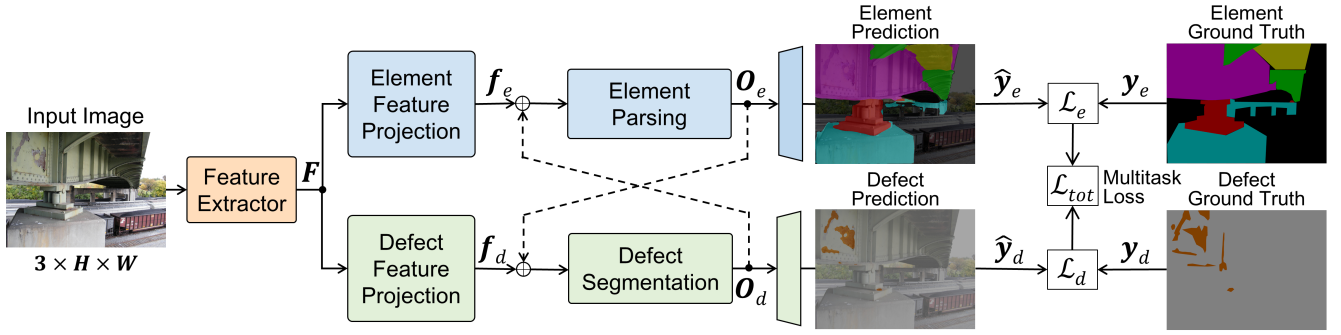 Input Image
3 × H × W
Feature
Extractor
F
Element
Feature
Projection
f_e
Element
Parsing
O_e
Element
Prediction
ŷ_e
L_e
y_e
Element
Ground Truth
L_tot
Multitask
Loss
Defect
Feature
Projection
f_d
Defect
Segmentation
O_d
Defect
Prediction
ŷ_d
L_d
y_d
Defect
Ground Truth